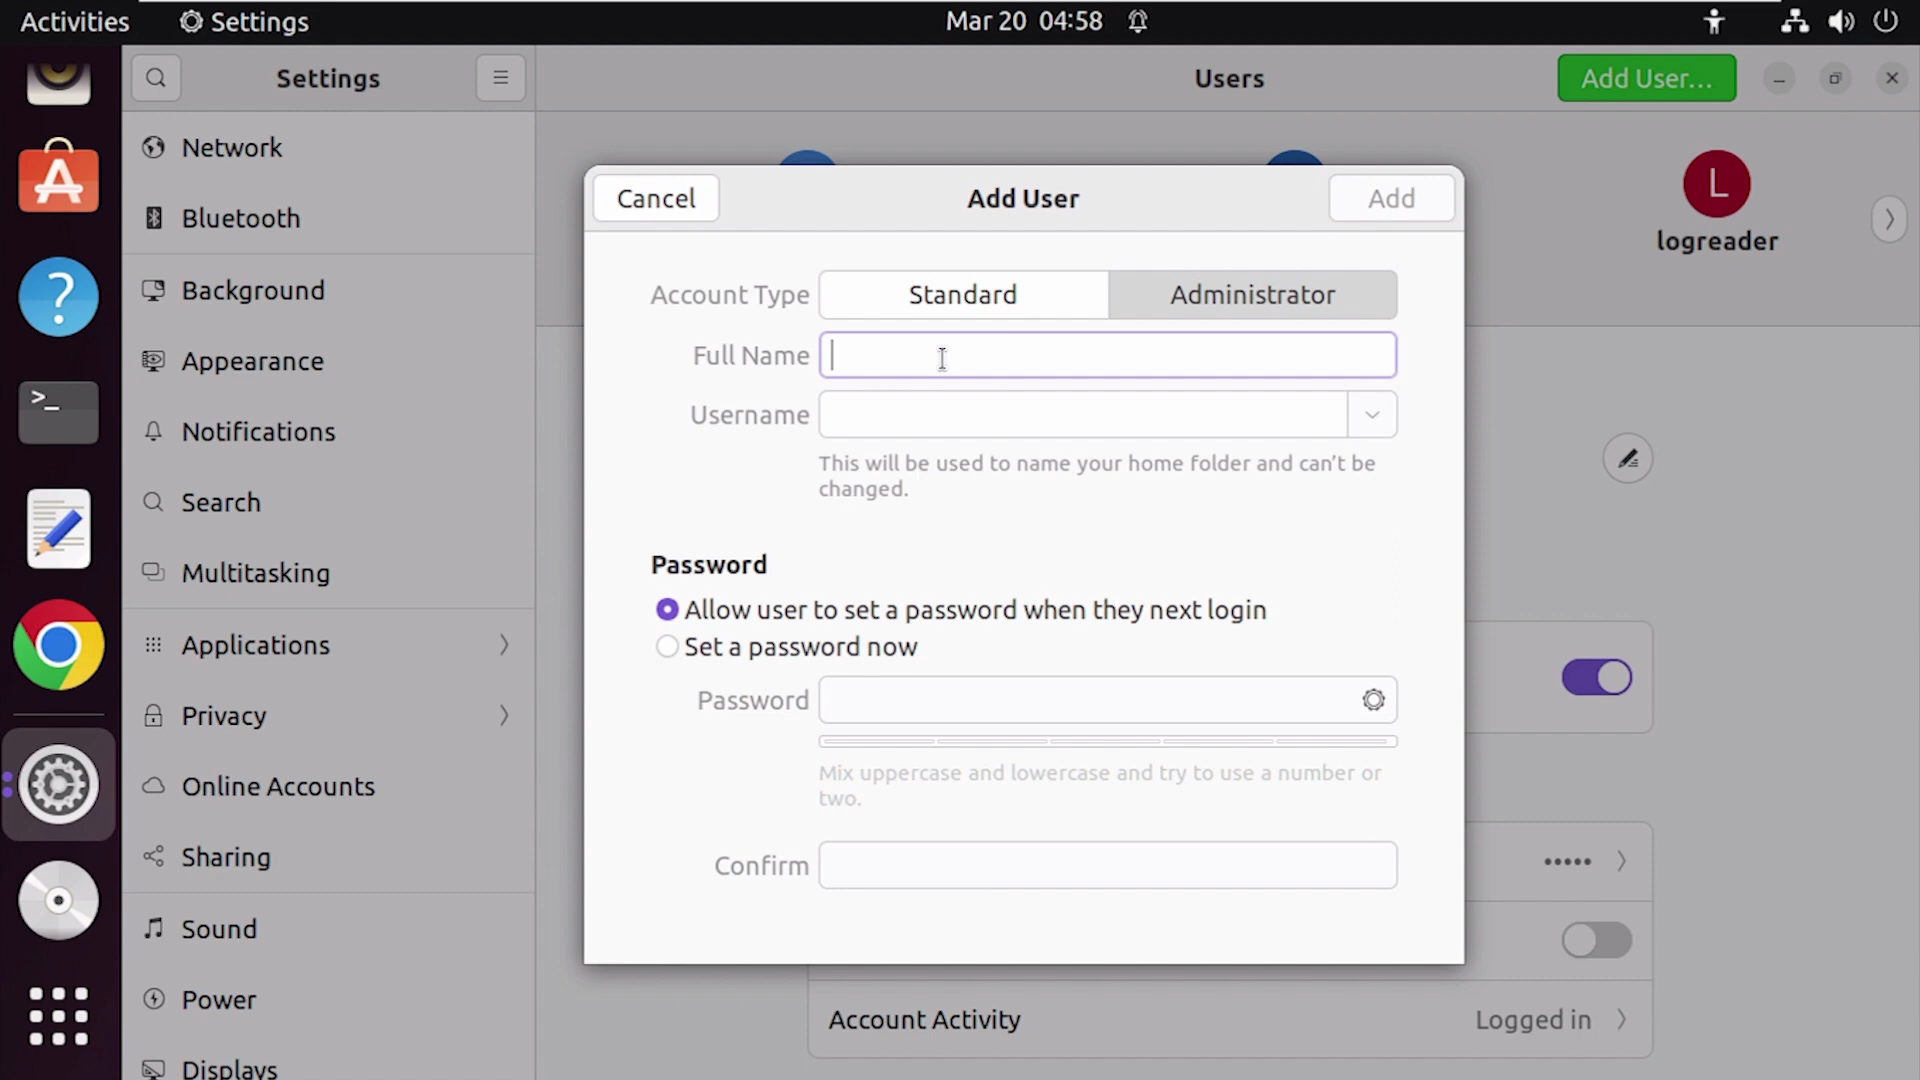 Activities
Settings
Mar 20 04:58
Settings
Users
Add User...
Network
Bluetooth
Background
Appearance
Notifications
Search
Multitasking
Applications
Privacy
Online Accounts
Sharing
Sound
Power
Displays
L
logreader
Cancel
Add User
Add
Account Type
Standard
Administrator
Full Name
Username
This will be used to name your home folder and can't be
changed.
Password
Allow user to set a password when they next login
Set a password now
Password
Mix uppercase and lowercase and try to use a number or
two.
Confirm
Account Activity
Logged in